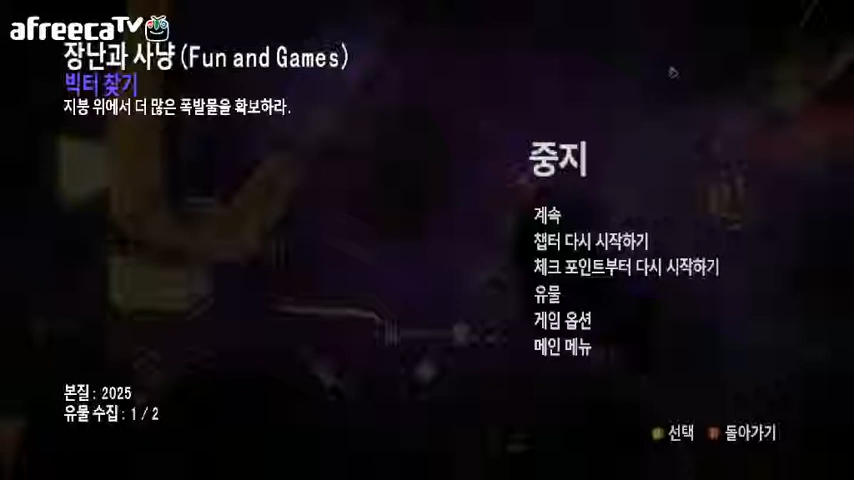 afreecaTV
장난과 사냥(Fun and Games)
빅터 찾기
지붕 위에서 더 많은 폭발물을 확보하라.
중지
계속
챕터 다시 시작하기
체크 포인트부터 다시 시작하기
유물
게임 옵션
메인 메뉴
본질 : 2025
유물 수집 : 1 / 2
선택 돌아가기